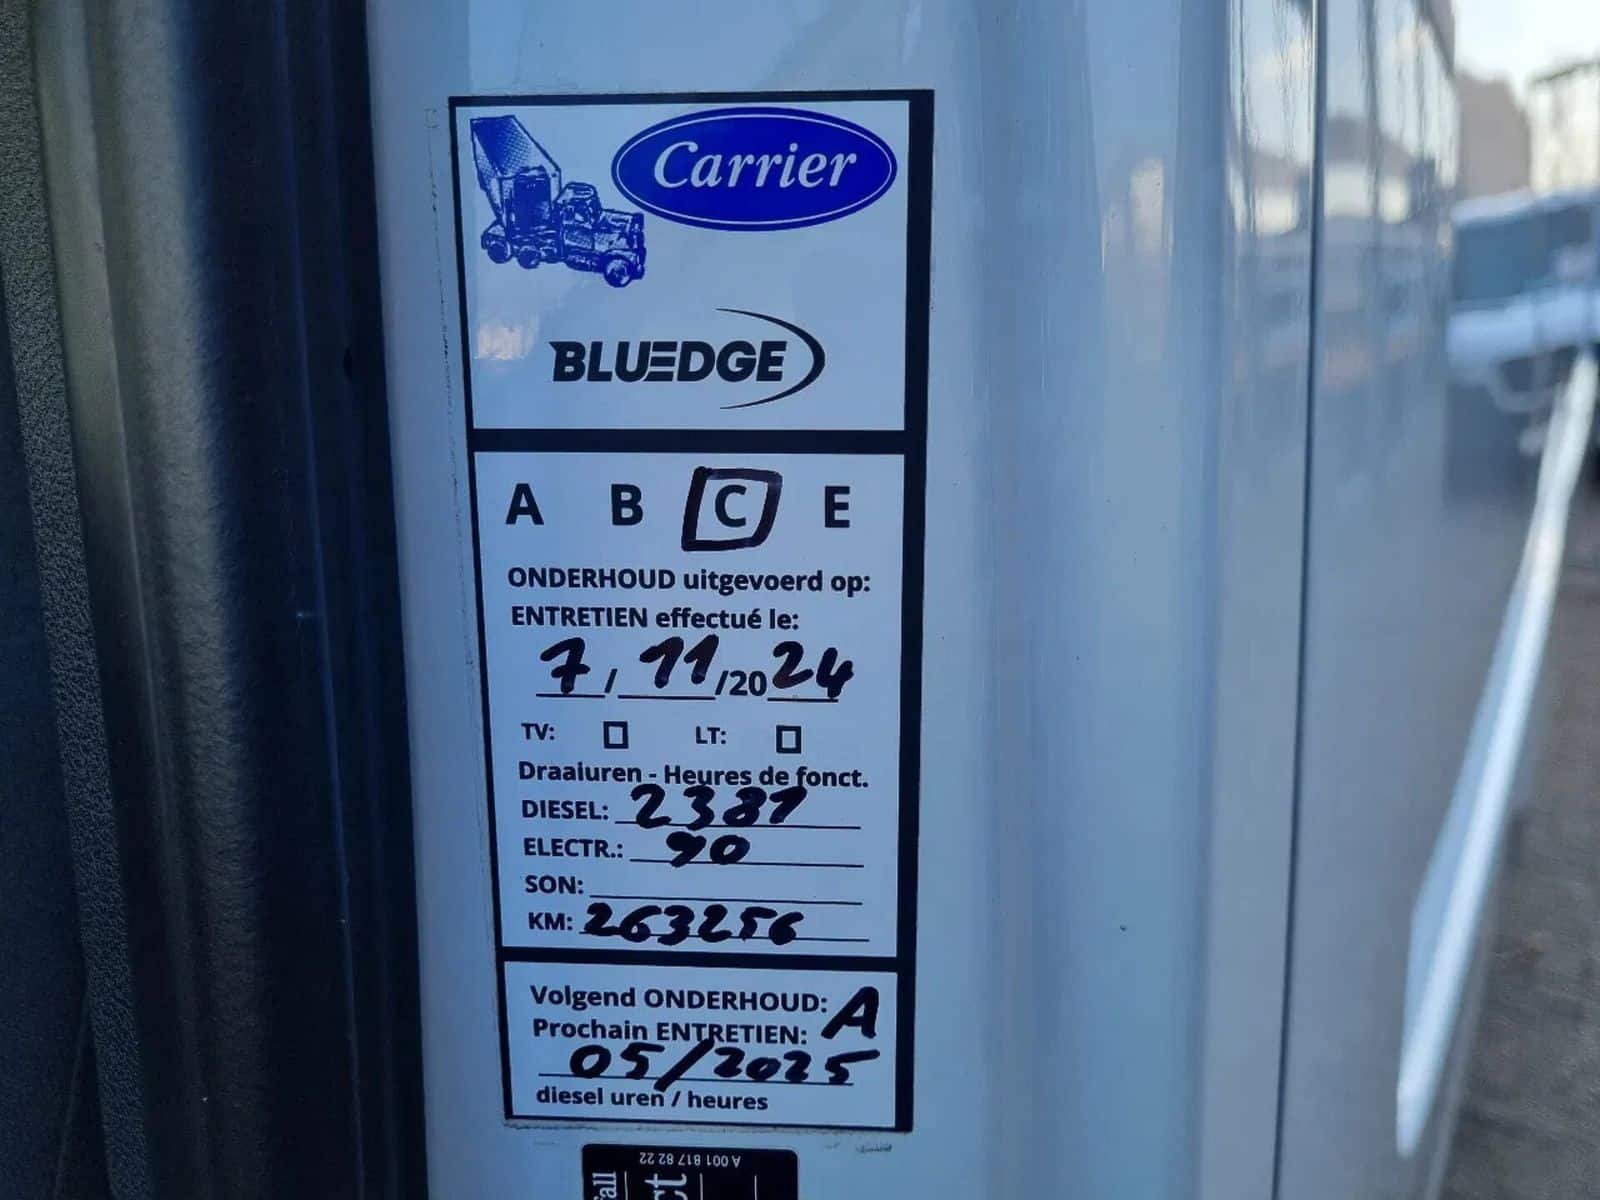 Carrier
BLUEDGE
A B C E
ONDERHOUD uitgevoerd op:
ENTRETIEN effectué le:
7/11/2024
TV: LT:
Draaiuren - Heures de fonct.
DIESEL: 2381
ELECTR.: 90
SON:
KM: 263256
Volgend ONDERHOUD: A
Prochain ENTRETIEN:
05/2025
diesel uren / heures
A 001 817 82 22